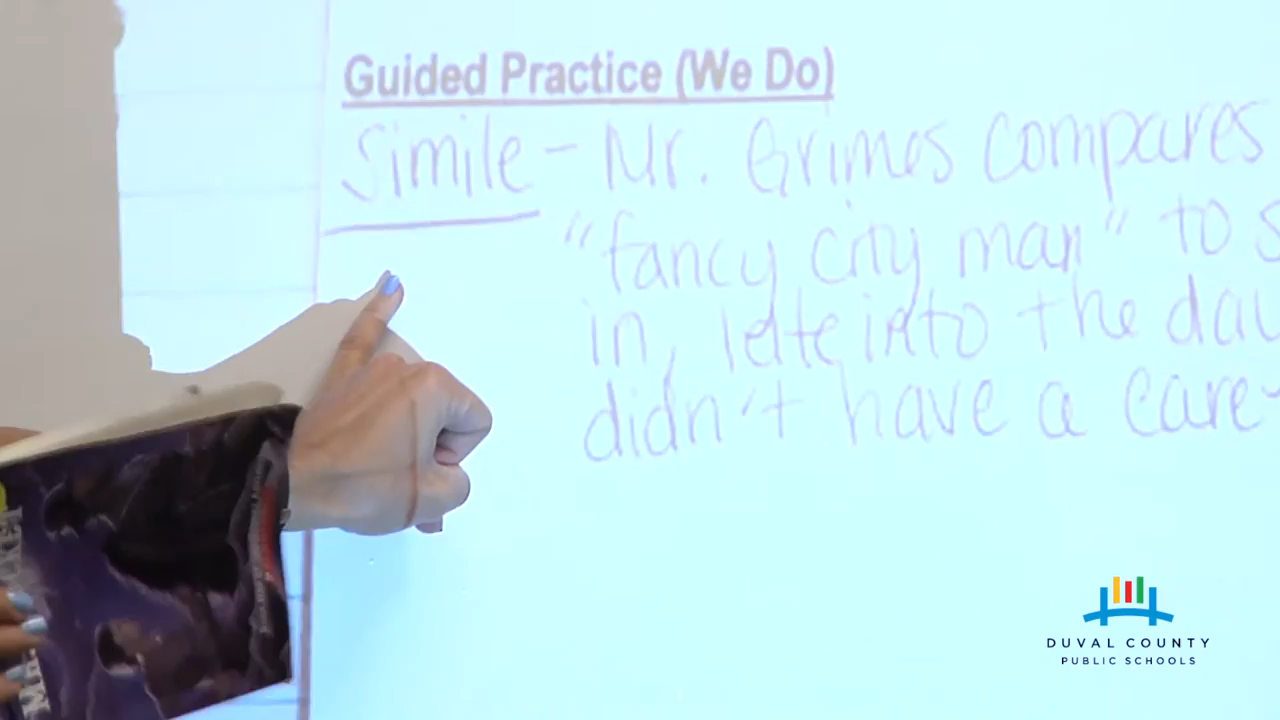 Guided Practice (We Do)
Simile - Mr. Grimes compares
"fancy city man" to s
in, late into the day
didn't have a care-
DUVAL COUNTY
PUBLIC SCHOOLS